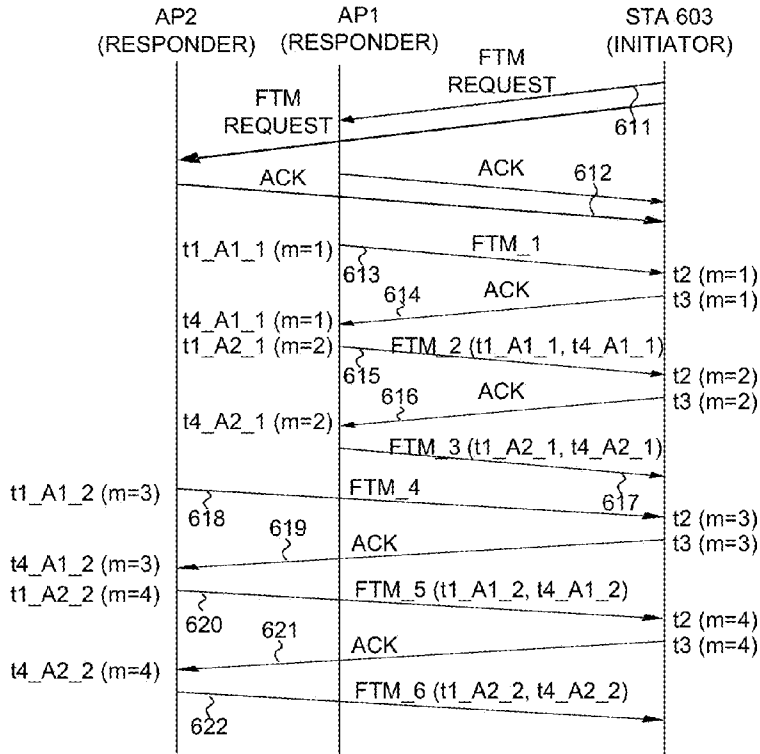 AP2 AP1 STA 603
(RESPONDER) (RESPONDER) (INITIATOR)
FTM
REQUEST
FTM
REQUEST
611
ACK
ACK
612
t1_A1_1 (m=1)
FTM_1
613
t2 (m=1)
614
ACK
t3 (m=1)
t4_A1_1 (m=1)
t1_A2_1 (m=2)
FTM_2 (t1_A1_1, t4_A1_1)
615
t2 (m=2)
616
ACK
t3 (m=2)
t4_A2_1 (m=2)
FTM_3 (t1_A2_1, t4_A2_1)
617
t1_A1_2 (m=3)
FTM_4
618
t2 (m=3)
619
ACK
t3 (m=3)
t4_A1_2 (m=3)
t1_A2_2 (m=4)
FTM_5 (t1_A1_2, t4_A1_2)
620
t2 (m=4)
621
ACK
t3 (m=4)
t4_A2_2 (m=4)
FTM_6 (t1_A2_2, t4_A2_2)
622